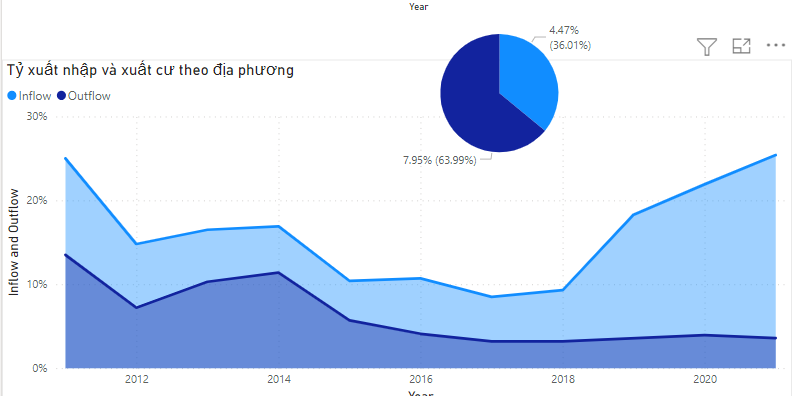 Year
4.47%
(36.01%)
Tỷ xuất nhập và xuất cư theo địa phương
Inflow Outflow
7.95% (63.99%)
30%
20%
10%
0%
Inflow and Outflow
2012 2014 2016 2018 2020
Year